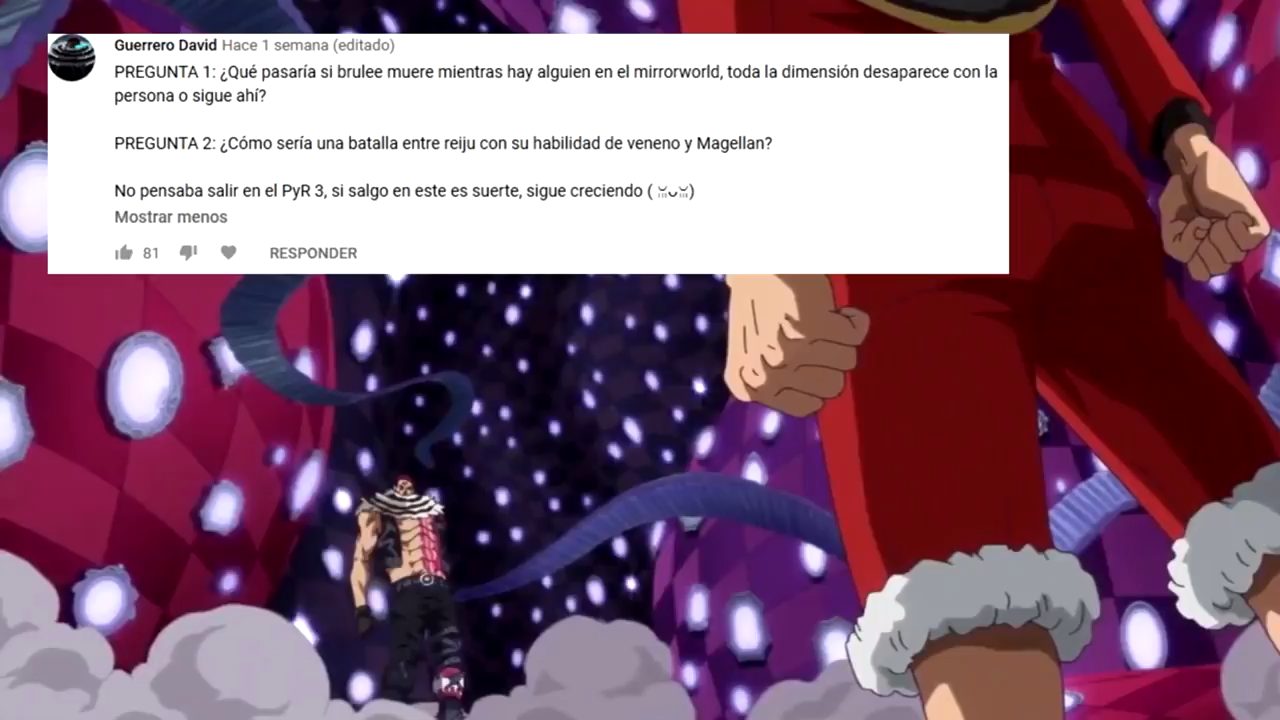 Guerrero David Hace 1 semana (editado)
PREGUNTA 1: ¿Qué pasaría si brulee muere mientras hay alguien en el mirrorworld, toda la dimensión desaparece con la
persona o sigue ahí?
PREGUNTA 2: ¿Cómo sería una batalla entre reiju con su habilidad de veneno y Magellan?
No pensaba salir en el PyR 3, si salgo en este es suerte, sigue creciendo ( ᵕ̤ᴗᵕ̤)
Mostrar menos
81 RESPONDER